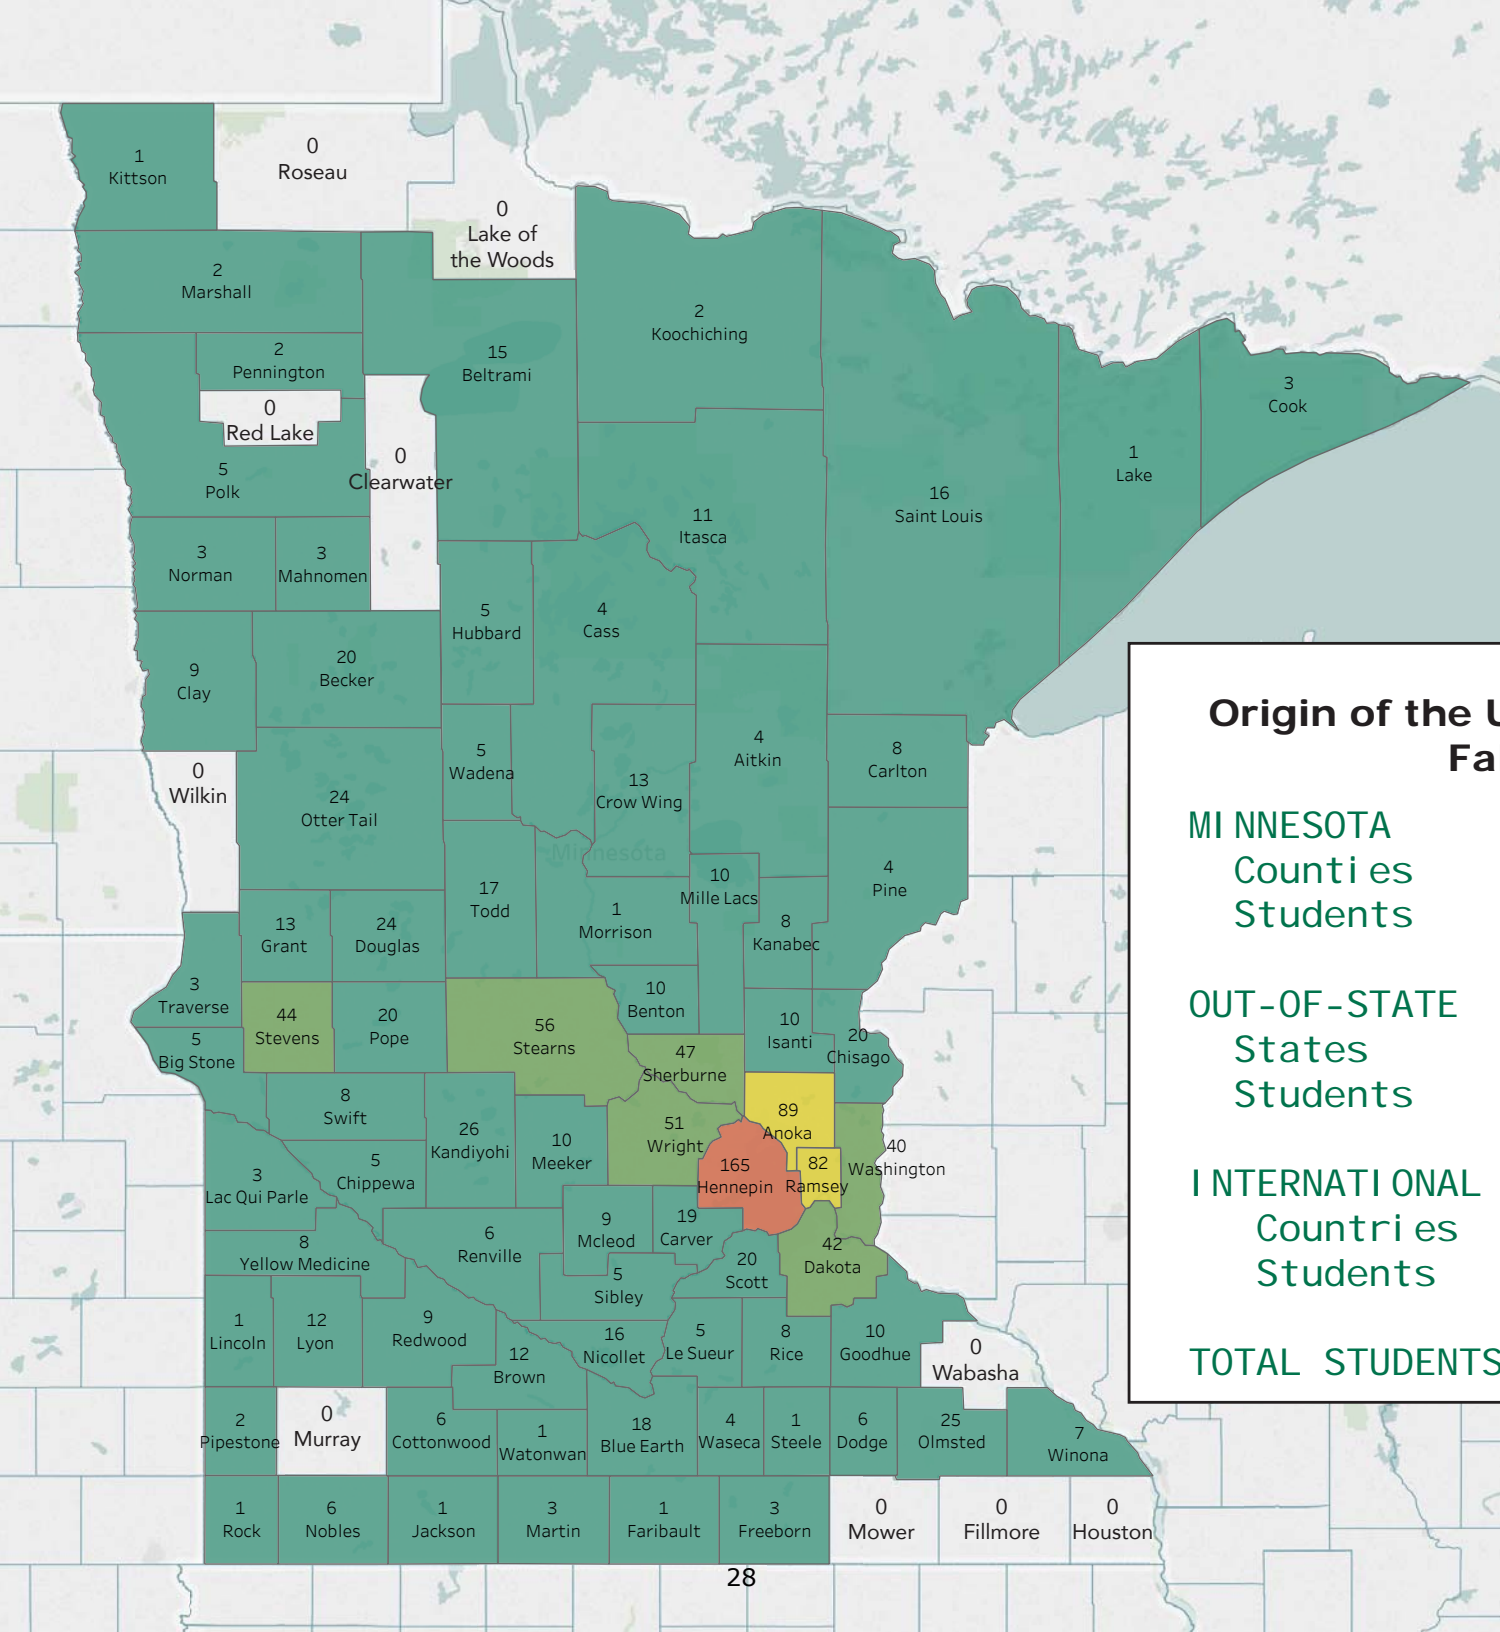 1
Kittson
0
Roseau
0
Lake of
the Woods
2
Marshall
2
Koochiching
15
Beltrami
2
Pennington
0
Red Lake
3
Cook
0
Clearwater
1
Lake
5
Polk
16
Saint Louis
11
Itasca
3
Norman
3
Mahnomen
5
Hubbard
4
Cass
9
Clay
20
Becker
Origin of the U
Fa
MINNESOTA
Counties
Students
OUT-OF-STATE
States
Students
INTERNATIONAL
Countries
Students
TOTAL STUDENTS
0
Wilkin
24
Otter Tail
5
Wadena
13
Crow Wing
4
Aitkin
8
Carlton
Minnesota
17
Todd
10
Mille Lacs
4
Pine
13
Grant
24
Douglas
1
Morrison
8
Kanabec
3
Traverse
44
Stevens
20
Pope
56
Stearns
10
Benton
10
Isanti
20
Chisago
5
Big Stone
47
Sherburne
8
Swift
26
Kandiyohi
10
Meeker
51
Wright
89
Anoka
40
Washington
3
Lac Qui Parle
5
Chippewa
165
Hennepin
82
Ramsey
8
Yellow Medicine
6
Renville
9
Mcleod
19
Carver
20
Scott
42
Dakota
5
Sibley
1
Lincoln
12
Lyon
9
Redwood
12
Brown
16
Nicollet
5
Le Sueur
8
Rice
10
Goodhue
0
Wabasha
2
Pipestone
0
Murray
6
Cottonwood
1
Watonwan
18
Blue Earth
4
Waseca
1
Steele
6
Dodge
25
Olmsted
7
Winona
1
Rock
6
Nobles
1
Jackson
3
Martin
1
Faribault
3
Freeborn
0
Mower
0
Fillmore
0
Houston
28